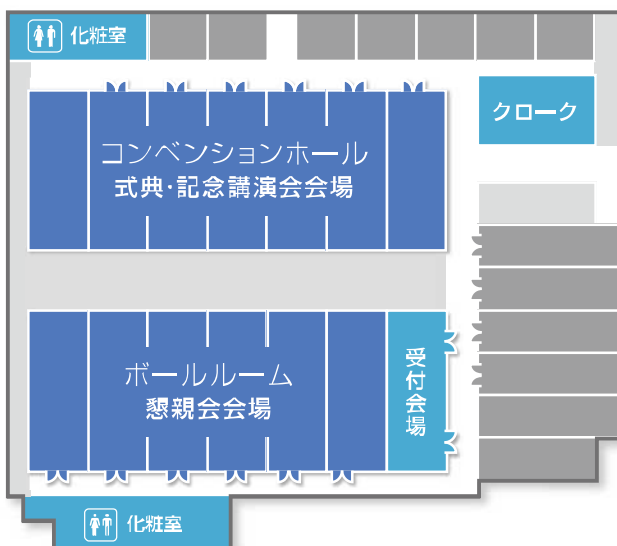 化粧室
クローク
コンベンションホール
式典・記念講演会会場
ボールルーム
懇親会会場
受付会場
化粧室